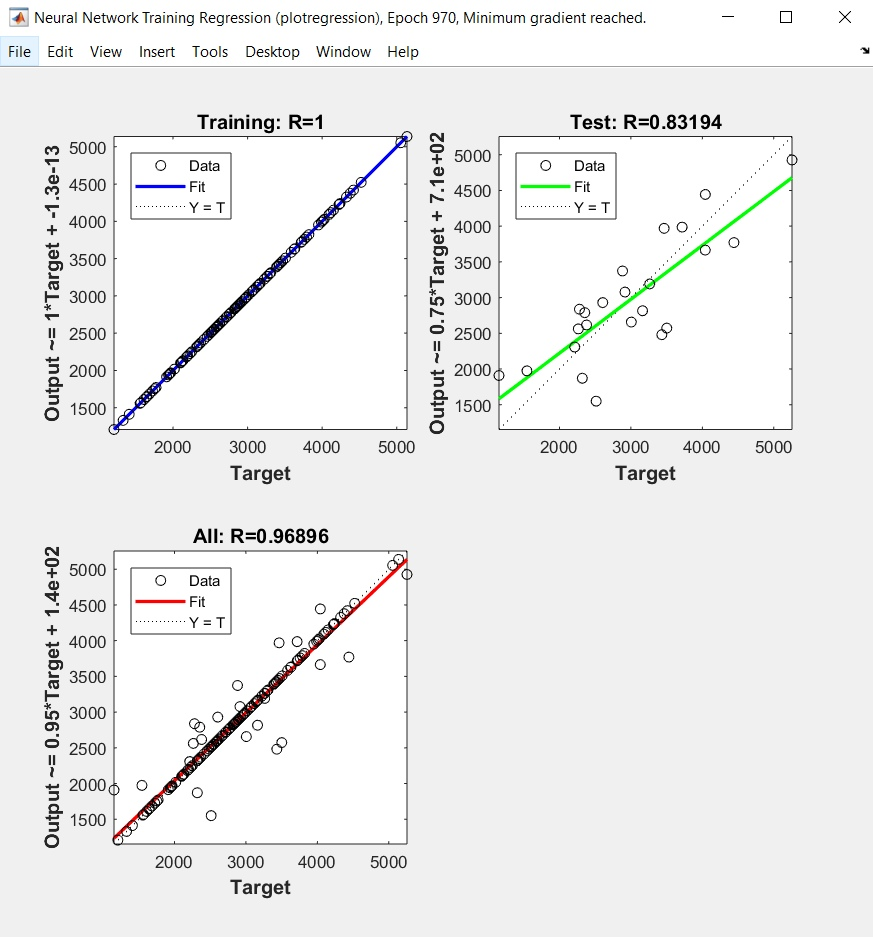 Neural Network Training Regression (plotregression), Epoch 970, Minimum gradient reached.
File Edit View Insert Tools Desktop Window Help
Training: R=1
Output ~= 1*Target + -1.3e-13
5000
4500
4000
3500
3000
2500
2000
1500
Data
Fit
Y = T
2000 3000 4000 5000
Target
Test: R=0.83194
Output ~= 0.75*Target + 7.1e+02
5000
4500
4000
3500
3000
2500
2000
1500
Data
Fit
Y = T
2000 3000 4000 5000
Target
All: R=0.96896
Output ~= 0.95*Target + 1.4e+02
5000
4500
4000
3500
3000
2500
2000
1500
Data
Fit
Y = T
2000 3000 4000 5000
Target